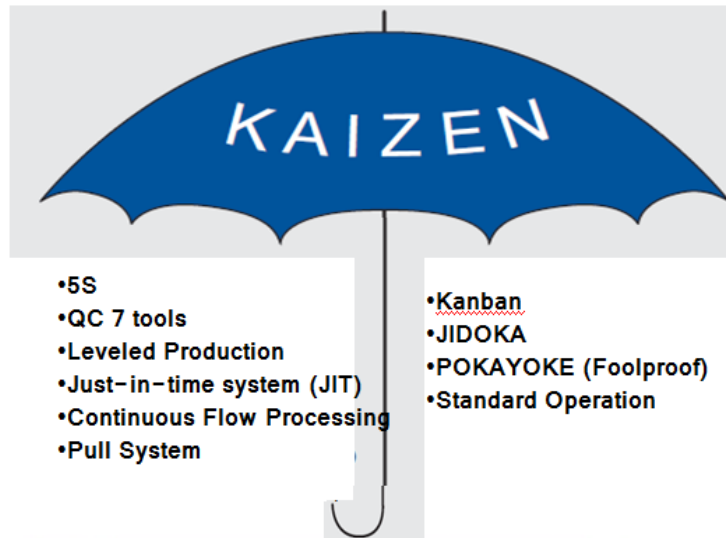 KAIZEN
•5S
•QC 7 tools
•Leveled Production
•Just-in-time system (JIT)
•Continuous Flow Processing
•Pull System
•Kanban
•JIDOKA
•POKAYOKE (Foolproof)
•Standard Operation